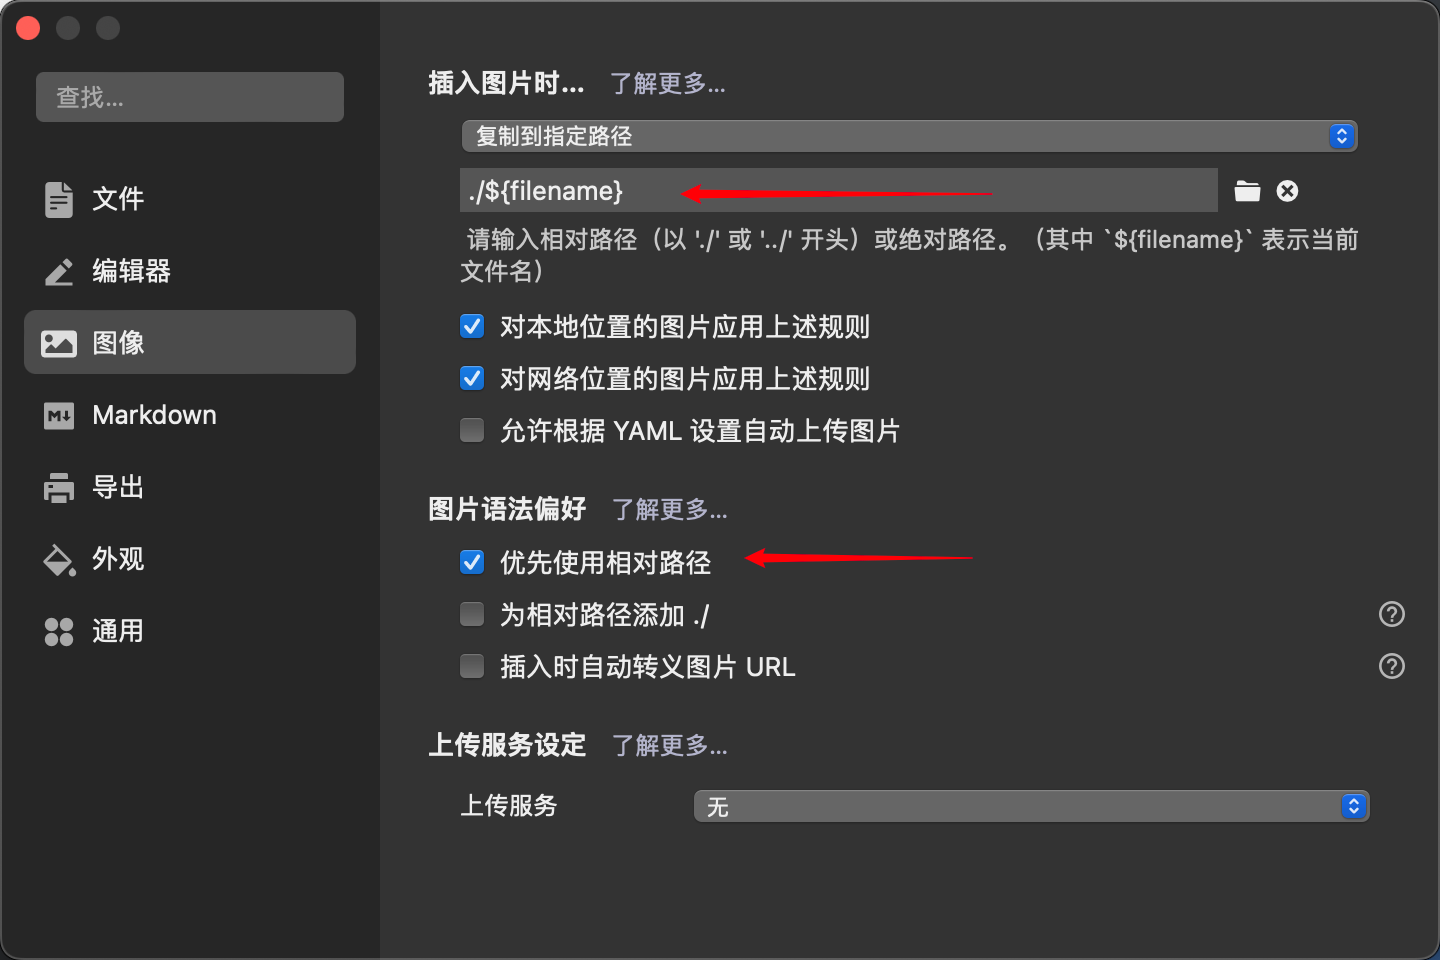 查找...
文件
编辑器
图像
Markdown
导出
外观
通用
插入图片时... 了解更多...
复制到指定路径
./${filename}
请输入相对路径（以 './' 或 '../' 开头）或绝对路径。（其中 `${filename}` 表示当前
文件名）
对本地位置的图片应用上述规则
对网络位置的图片应用上述规则
允许根据 YAML 设置自动上传图片
图片语法偏好 了解更多...
优先使用相对路径
为相对路径添加 ./
?
插入时自动转义图片 URL
?
上传服务设定 了解更多...
上传服务 无